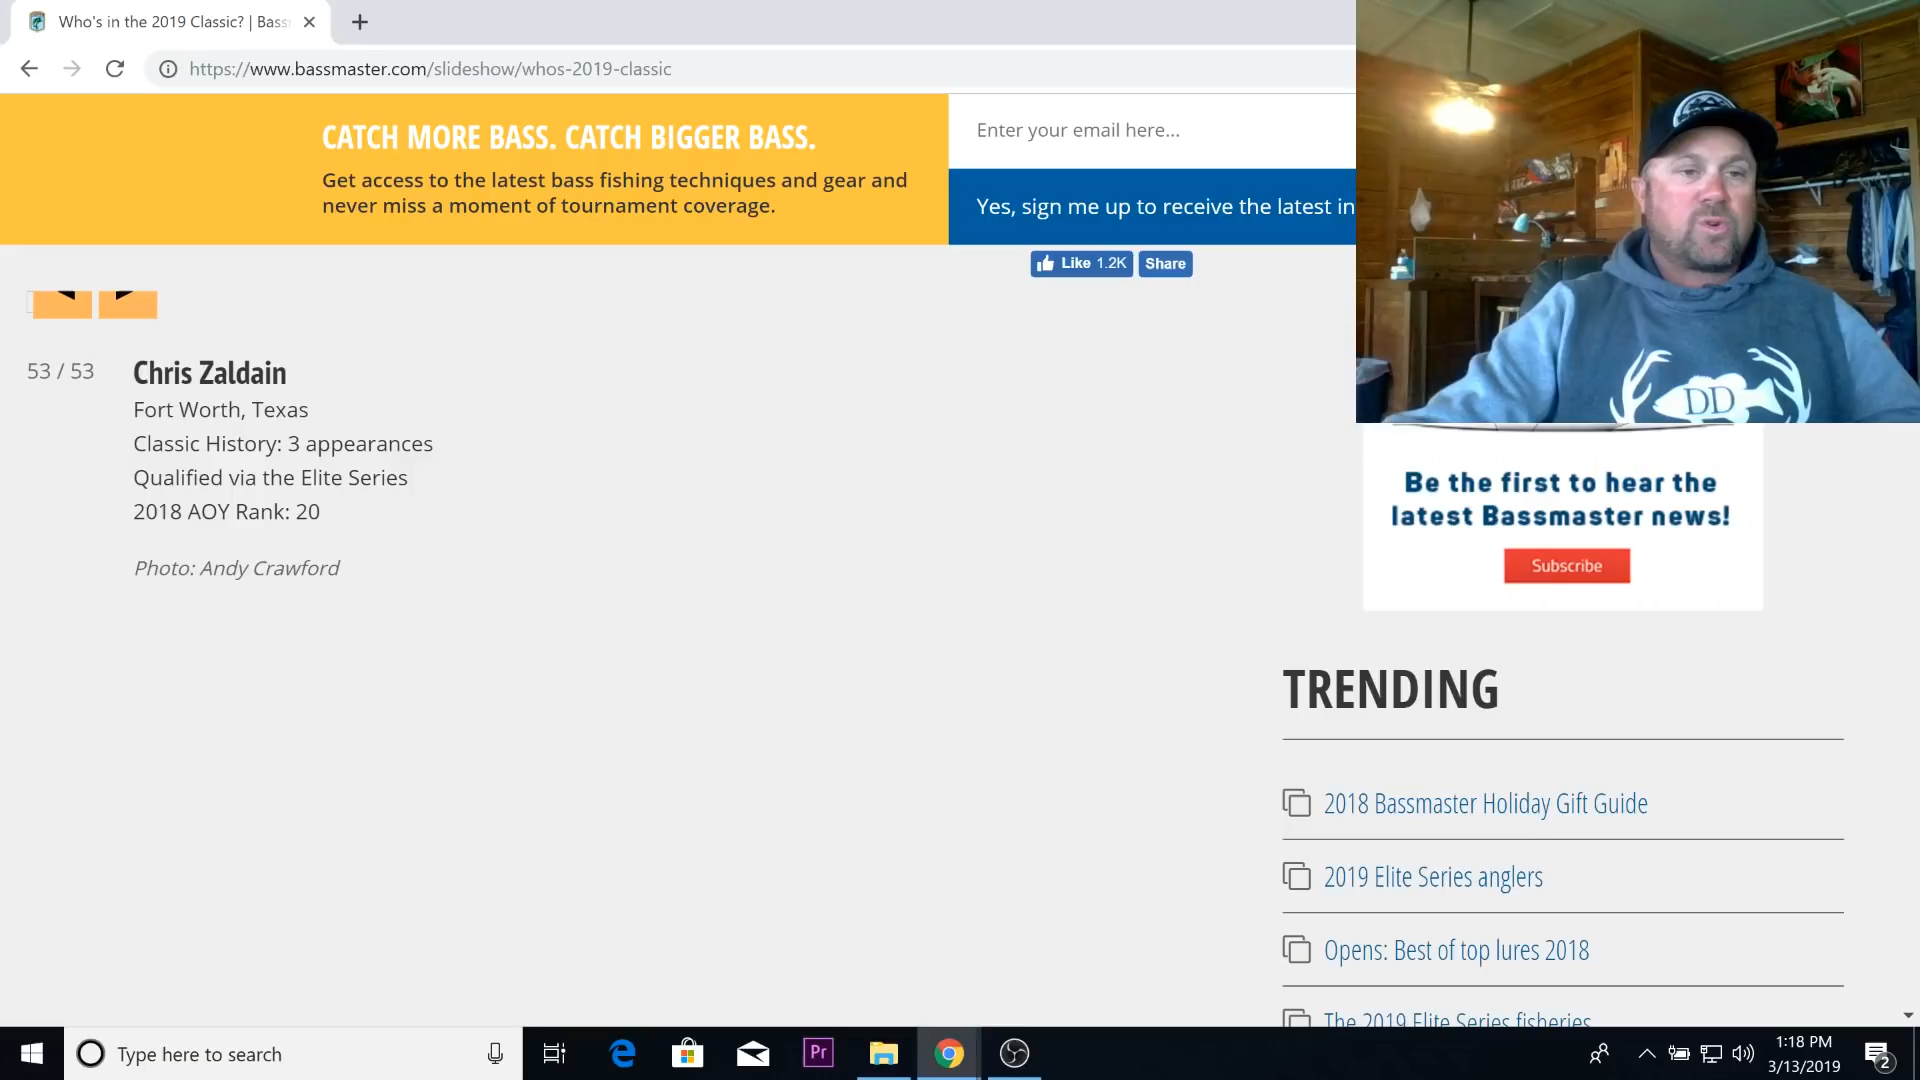 Who's in the 2019 Classic? | Bass
https://www.bassmaster.com/slideshow/whos-2019-classic
CATCH MORE BASS. CATCH BIGGER BASS.
Get access to the latest bass fishing techniques and gear and
never miss a moment of tournament coverage.
Enter your email here...
Yes, sign me up to receive the latest in
Like 1.2K
Share
53 / 53
Chris Zaldain
Fort Worth, Texas
Classic History: 3 appearances
Qualified via the Elite Series
2018 AOY Rank: 20
Photo: Andy Crawford
DD
Be the first to hear the
latest Bassmaster news!
Subscribe
TRENDING
2018 Bassmaster Holiday Gift Guide
2019 Elite Series anglers
Opens: Best of top lures 2018
The 2019 Elite Series fisheries
Type here to search
Pr
1:18 PM
3/13/2019
2